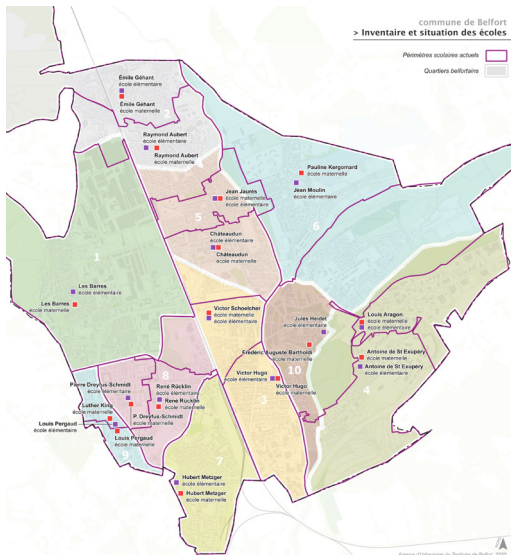 commune de Belfort
> Inventaire et situation des écoles
Périmètres scolaires actuels
Quartiers belfortains
Émile Géhant
école élémentaire
Émile Géhant
école maternelle
Raymond Aubert
école élémentaire
Raymond Aubert
école maternelle
Pauline Kergomard
école maternelle
Jean Moulin
école élémentaire
Jean Jaurès
école maternelle
école élémentaire
5
6
Châteaudun
école élémentaire
Châteaudun
école maternelle
1
Les Barres
école élémentaire
Les Barres
école maternelle
Victor Schoelcher
école maternelle
école élémentaire
Jules Heidet
école élémentaire
Louis Aragon
école maternelle
école élémentaire
Frédéric Auguste Bartholdi
école maternelle
Antoine de St Exupéry
école maternelle
Antoine de St Exupéry
école élémentaire
10
4
8
Victor Hugo
école élémentaire
Victor Hugo
école maternelle
3
Pierre Dreyfus-Schmidt
école élémentaire
René Rücklin
école élémentaire
René Rücklin
école maternelle
Luther King
école maternelle
P. Dreyfus-Schmidt
école maternelle
Louis Pergaud
école élémentaire
Louis Pergaud
école maternelle
9
7
Hubert Metzger
école élémentaire
Hubert Metzger
école maternelle